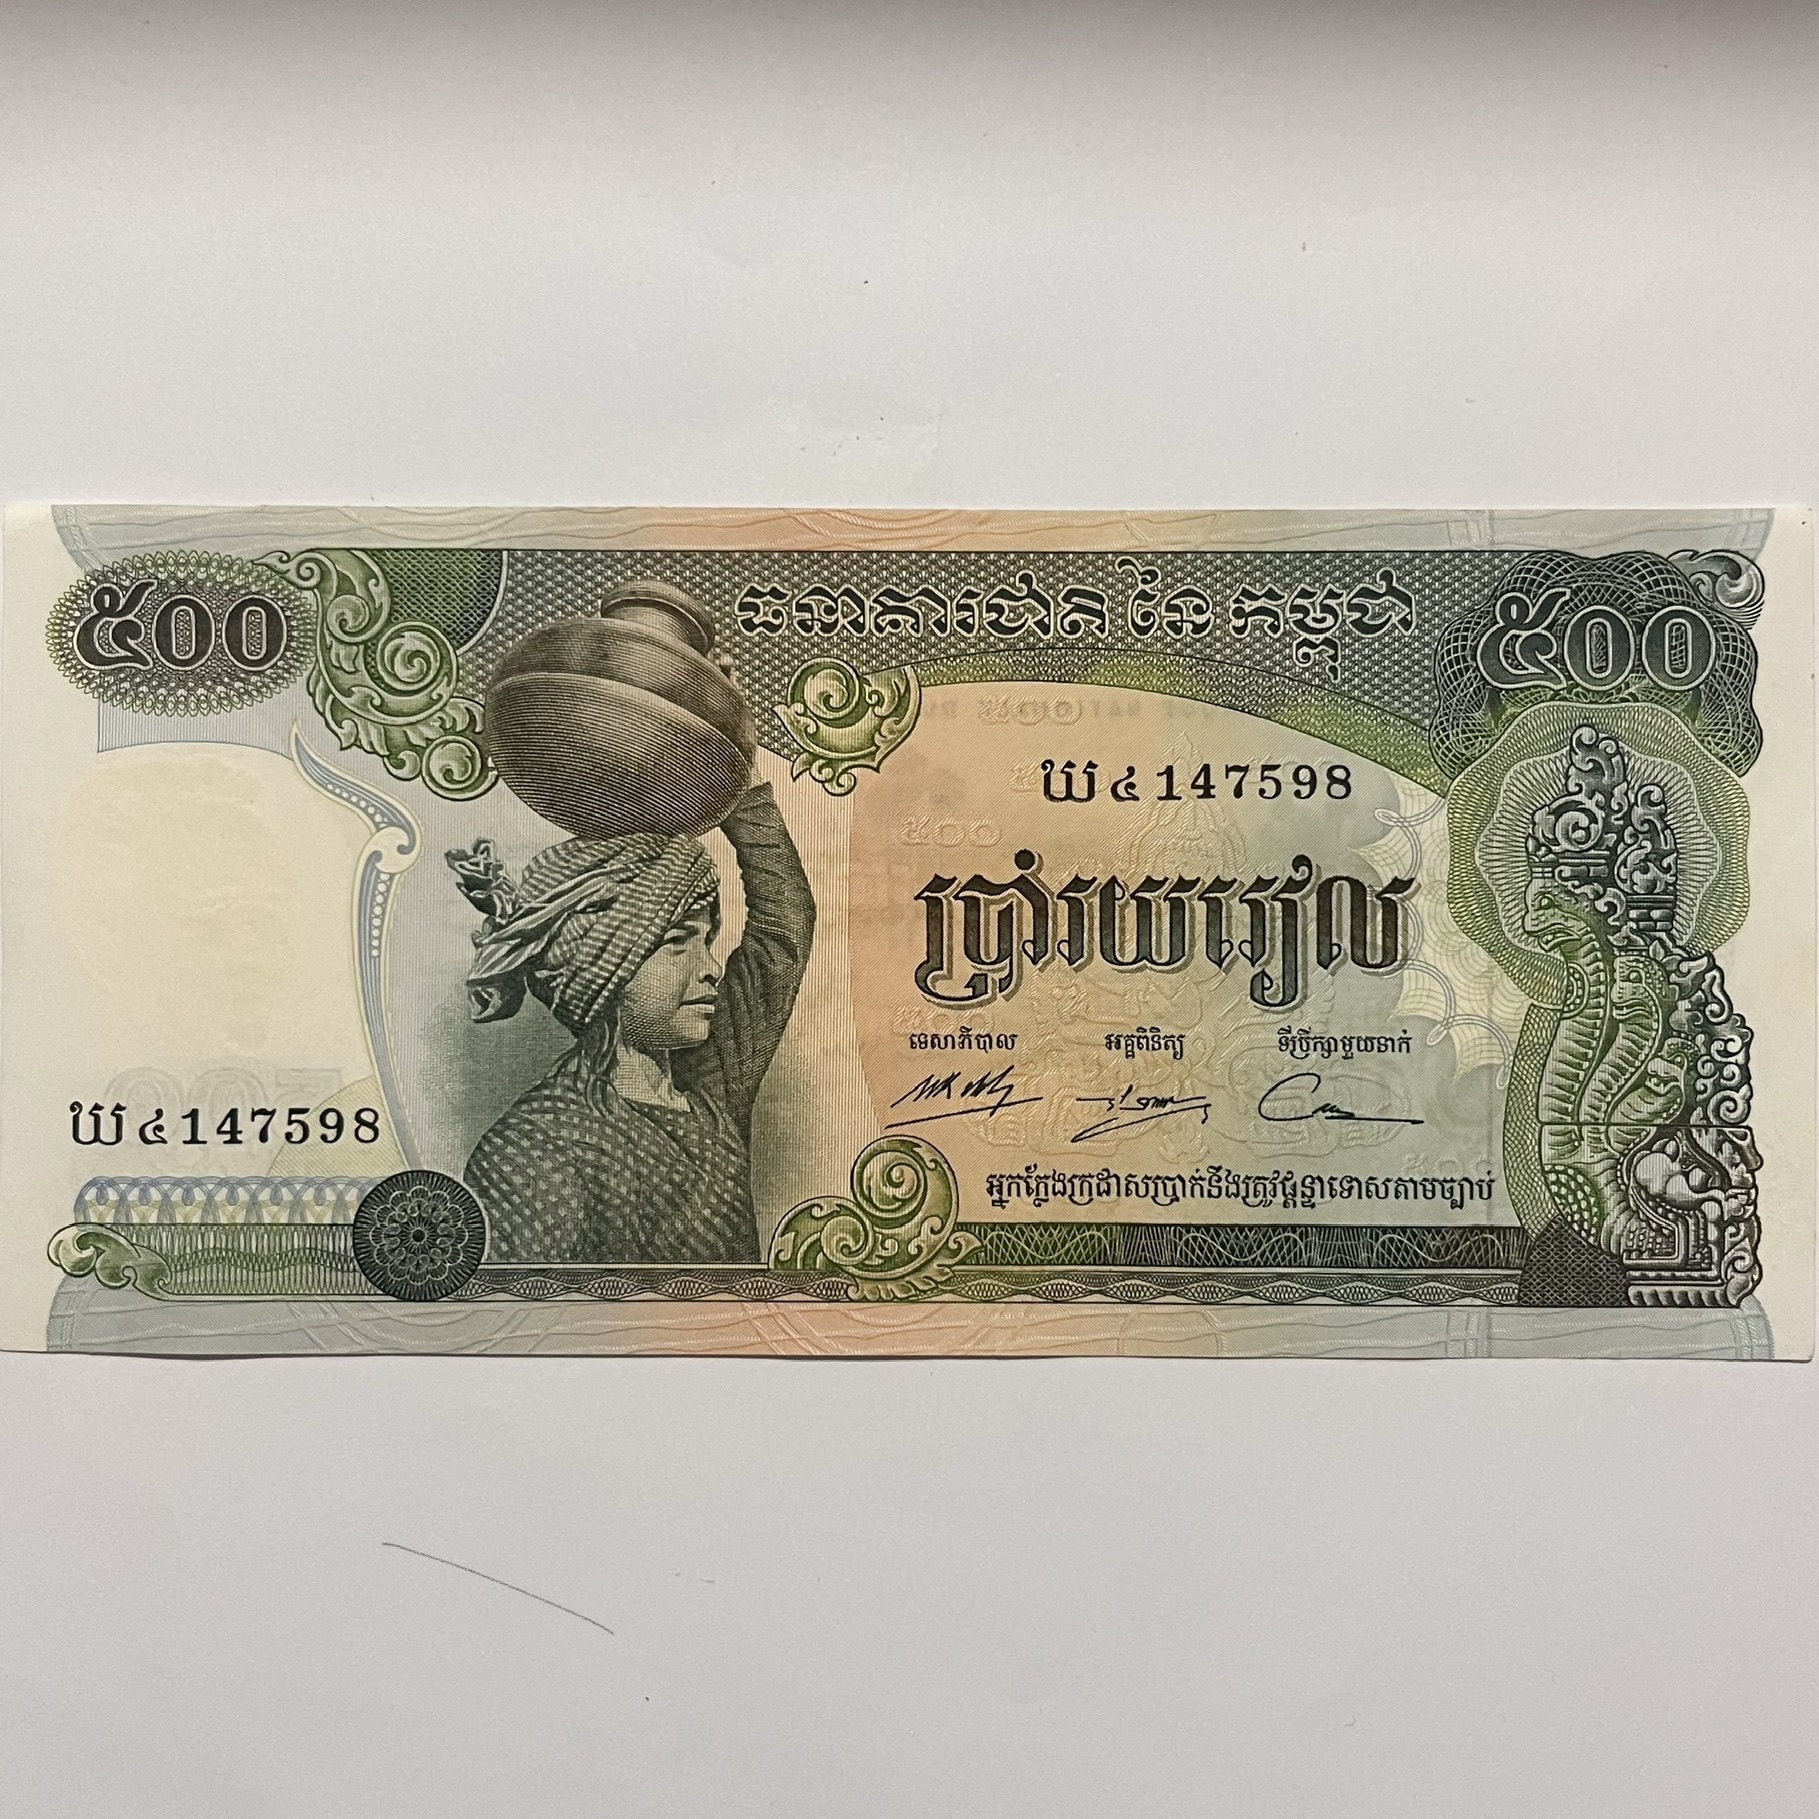 ៥០០
ធនាគារជាតិ នៃ កម្ពុជា
៥០០
ឃ ៤ 147598
៥០០
ប្រាំរយរៀល
ទេសាភិបាល អគ្គពិនិត្យ ទីប្រឹក្សាមួយនាក់
ឃ ៤ 147598
អ្នកក្លែងក្រដាសប្រាក់នឹងត្រូវផ្តន្ទាទោសតាមច្បាប់